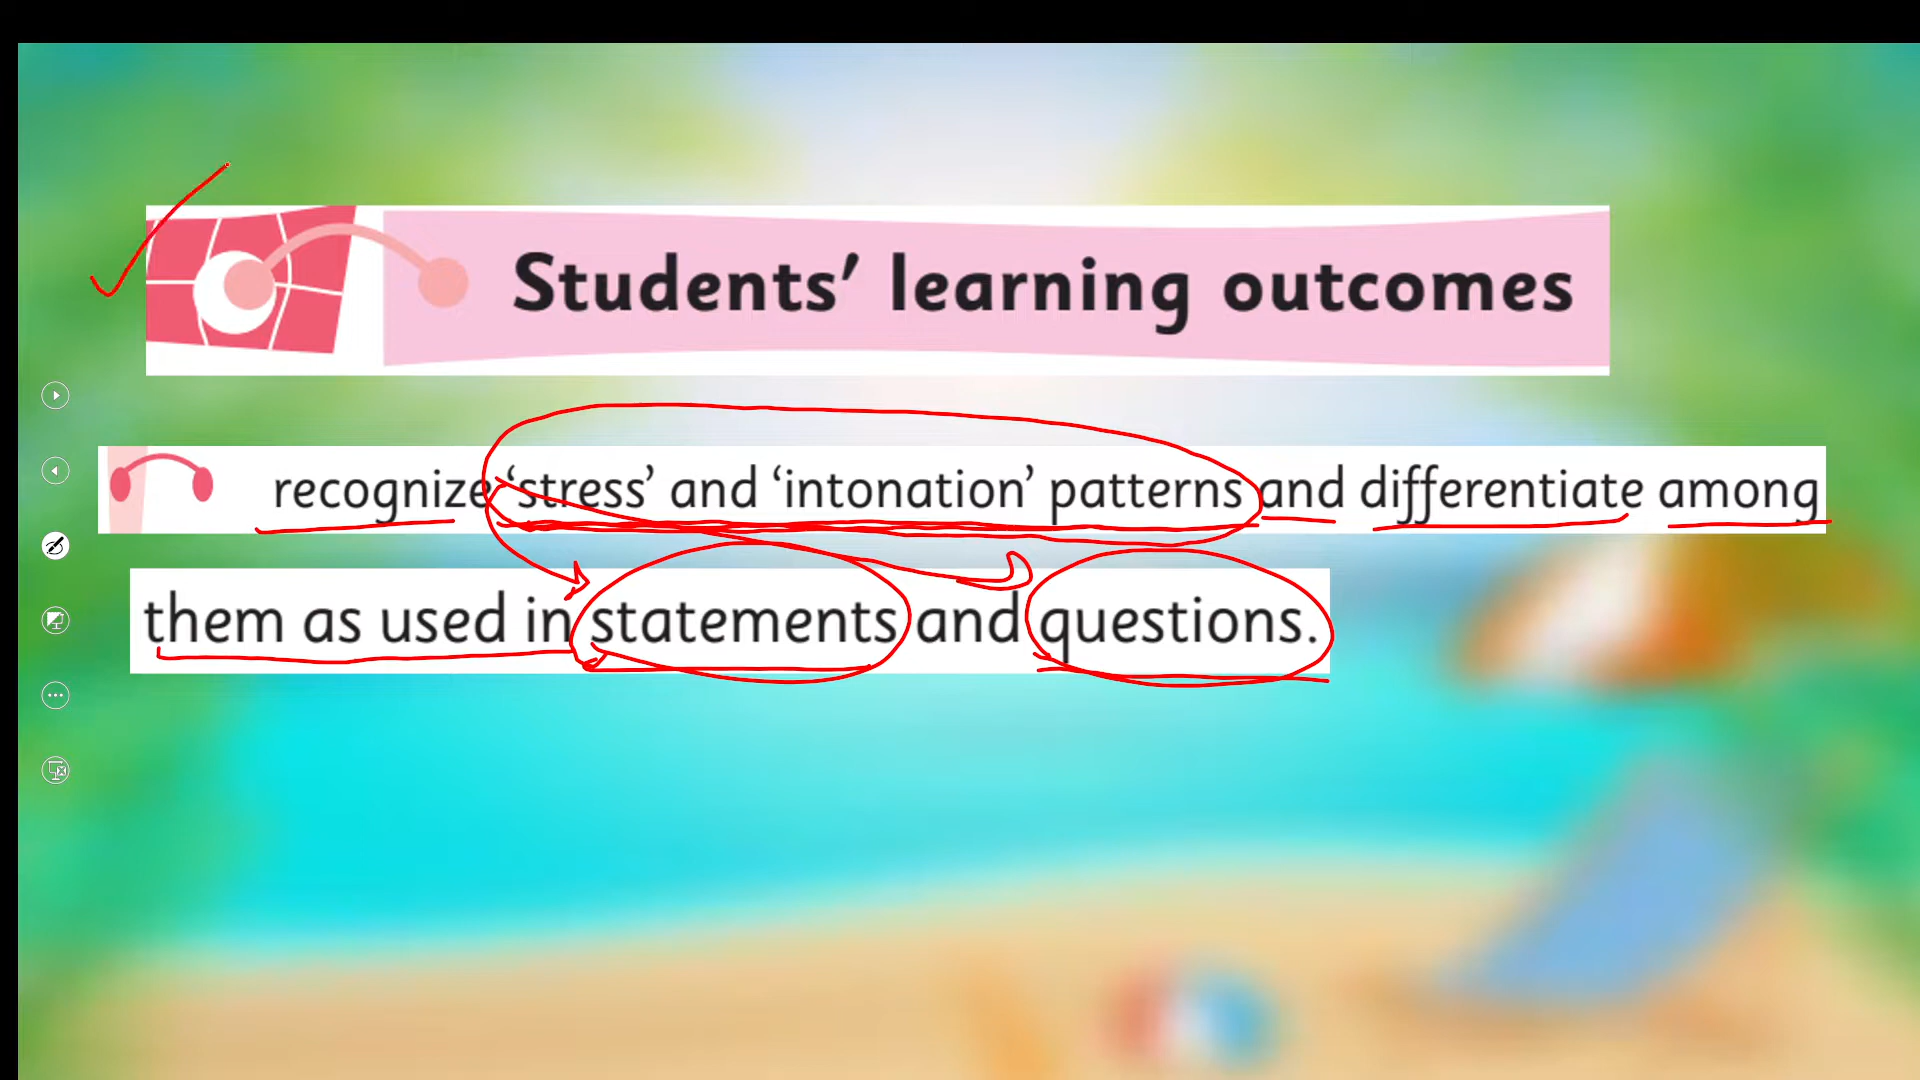 Students’ learning outcomes
recognize ‘stress’ and ‘intonation’ patterns and differentiate among
them as used in statements and questions.